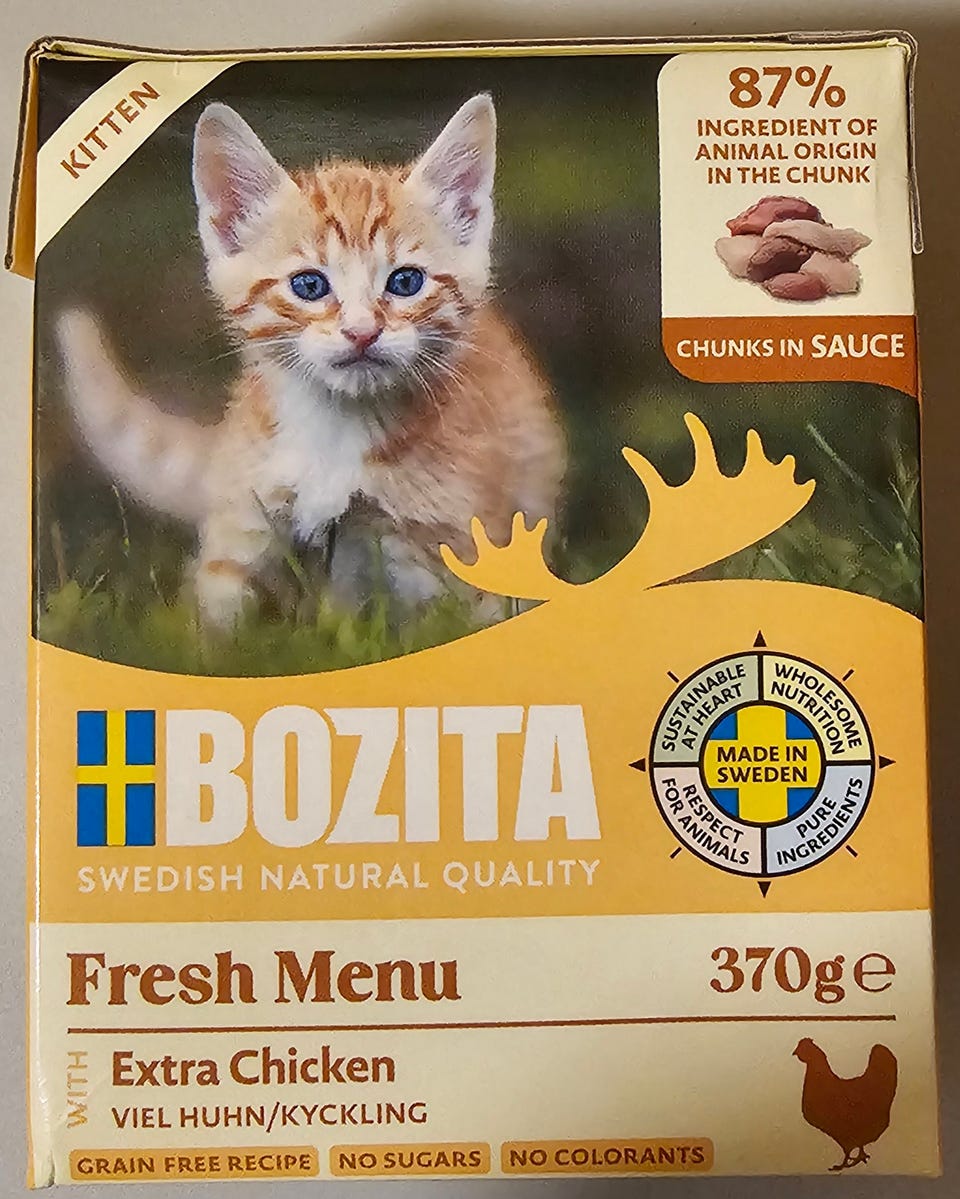 KITTEN
87%
INGREDIENT OF
ANIMAL ORIGIN
IN THE CHUNK
CHUNKS IN SAUCE
BOZITA
SWEDISH NATURAL QUALITY
SUSTAINABLE
AT HEART
WHOLESOME
NUTRITION
MADE IN
SWEDEN
RESPECT
FOR ANIMALS
PURE
INGREDIENTS
Fresh Menu
370g℮
WITH
Extra Chicken
VIEL HUHN/KYCKLING
GRAIN FREE RECIPE
NO SUGARS
NO COLORANTS